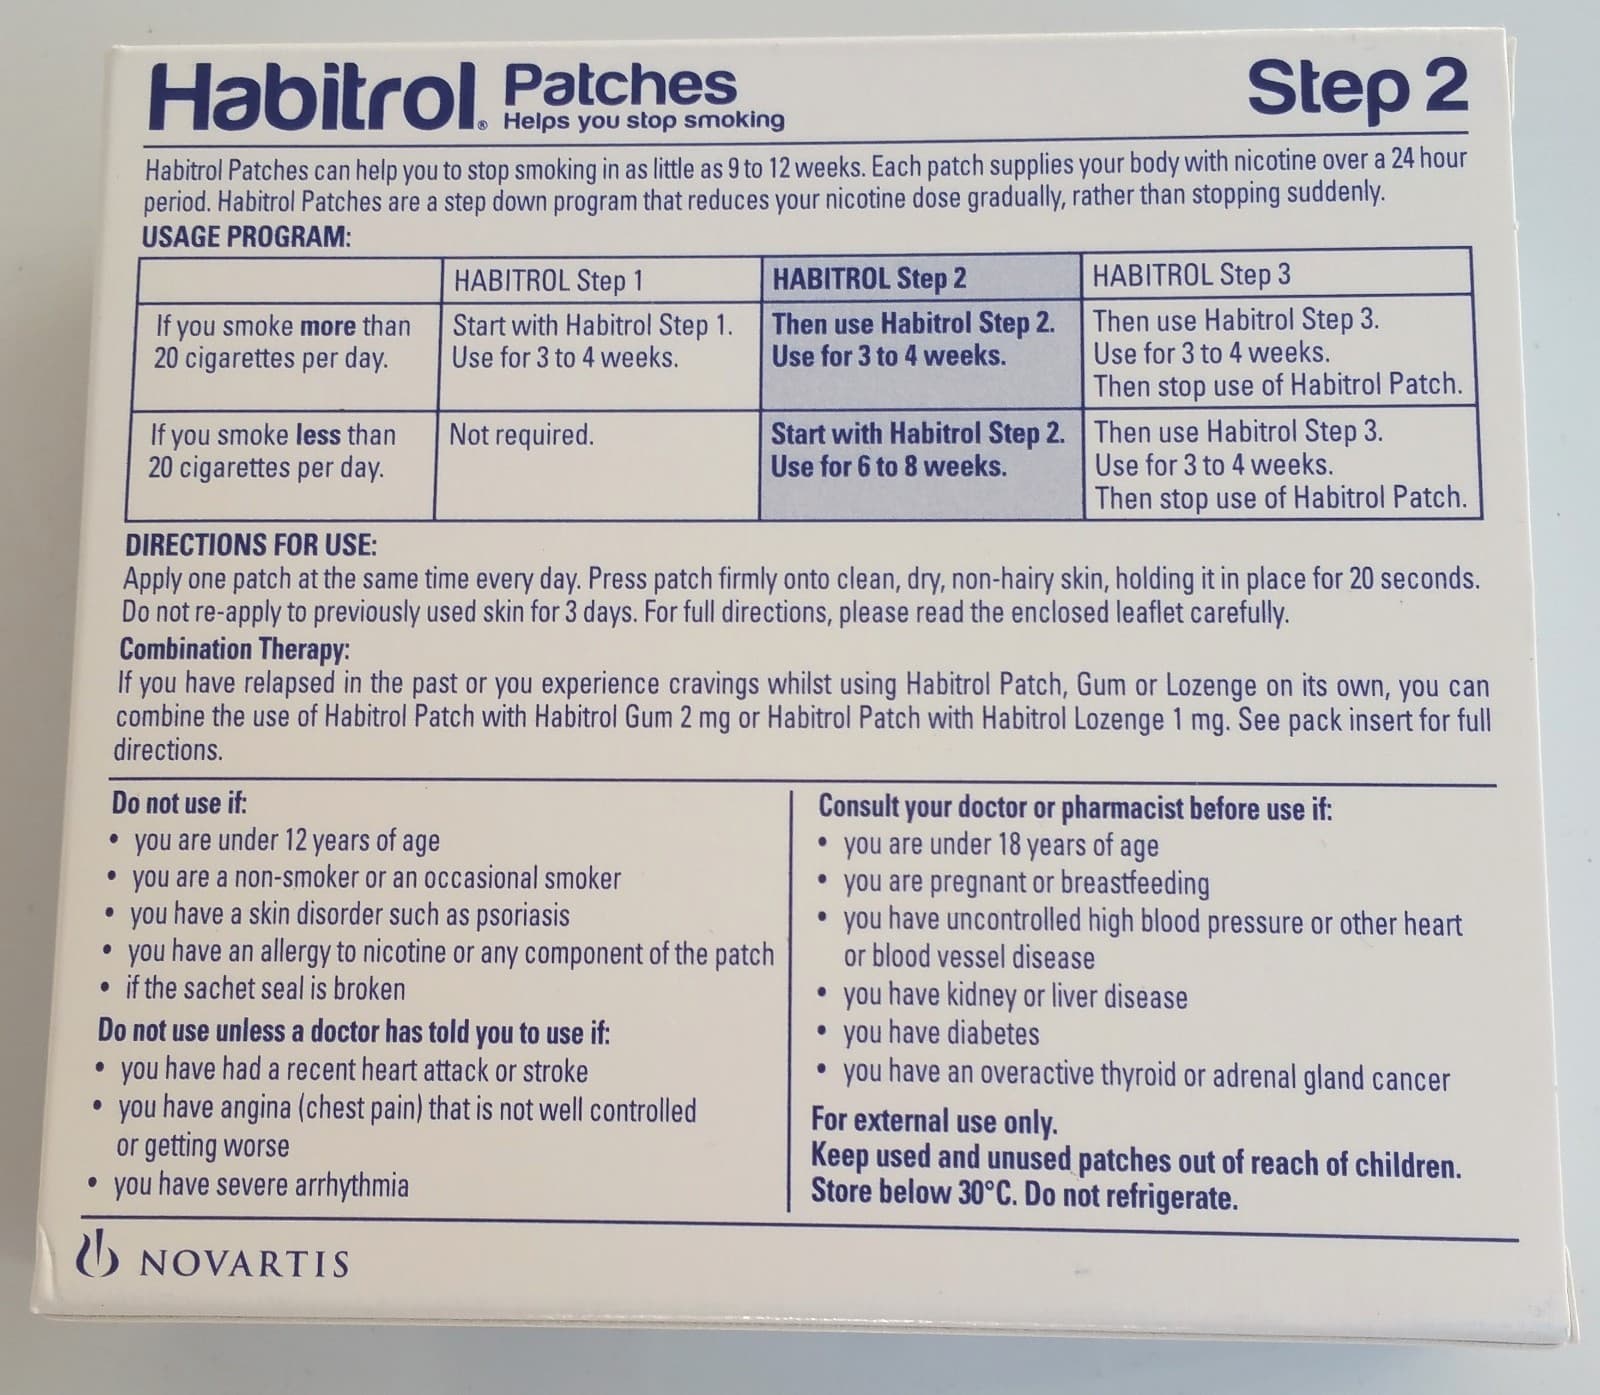 Habitrol® Patches Step 2
Helps you stop smoking
Habitrol Patches can help you to stop smoking in as little as 9 to 12 weeks. Each patch supplies your body with nicotine over a 24 hour
period. Habitrol Patches are a step down program that reduces your nicotine dose gradually, rather than stopping suddenly.
USAGE PROGRAM:
HABITROL Step 1
HABITROL Step 2
HABITROL Step 3
If you smoke more than
20 cigarettes per day.
Start with Habitrol Step 1.
Use for 3 to 4 weeks.
Then use Habitrol Step 2.
Use for 3 to 4 weeks.
Then use Habitrol Step 3.
Use for 3 to 4 weeks.
Then stop use of Habitrol Patch.
If you smoke less than
20 cigarettes per day.
Not required.
Start with Habitrol Step 2.
Use for 6 to 8 weeks.
Then use Habitrol Step 3.
Use for 3 to 4 weeks.
Then stop use of Habitrol Patch.
DIRECTIONS FOR USE:
Apply one patch at the same time every day. Press patch firmly onto clean, dry, non-hairy skin, holding it in place for 20 seconds.
Do not re-apply to previously used skin for 3 days. For full directions, please read the enclosed leaflet carefully.
Combination Therapy:
If you have relapsed in the past or you experience cravings whilst using Habitrol Patch, Gum or Lozenge on its own, you can
combine the use of Habitrol Patch with Habitrol Gum 2 mg or Habitrol Patch with Habitrol Lozenge 1 mg. See pack insert for full
directions.
Do not use if:
• you are under 12 years of age
• you are a non-smoker or an occasional smoker
• you have a skin disorder such as psoriasis
• you have an allergy to nicotine or any component of the patch
• if the sachet seal is broken
Do not use unless a doctor has told you to use if:
• you have had a recent heart attack or stroke
• you have angina (chest pain) that is not well controlled
or getting worse
• you have severe arrhythmia
Consult your doctor or pharmacist before use if:
• you are under 18 years of age
• you are pregnant or breastfeeding
• you have uncontrolled high blood pressure or other heart
or blood vessel disease
• you have kidney or liver disease
• you have diabetes
• you have an overactive thyroid or adrenal gland cancer
For external use only.
Keep used and unused patches out of reach of children.
Store below 30°C. Do not refrigerate.
NOVARTIS